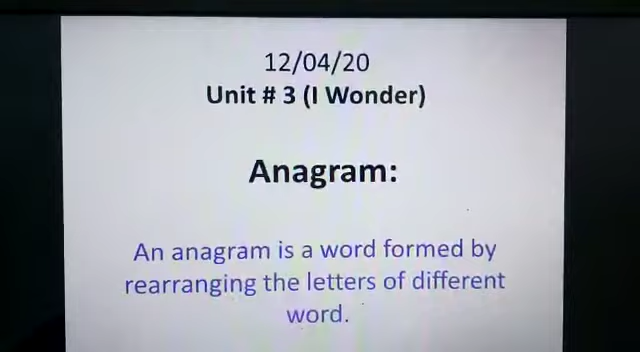 12/04/20
Unit # 3 (I Wonder)
Anagram:
An anagram is a word formed by
rearranging the letters of different
word.